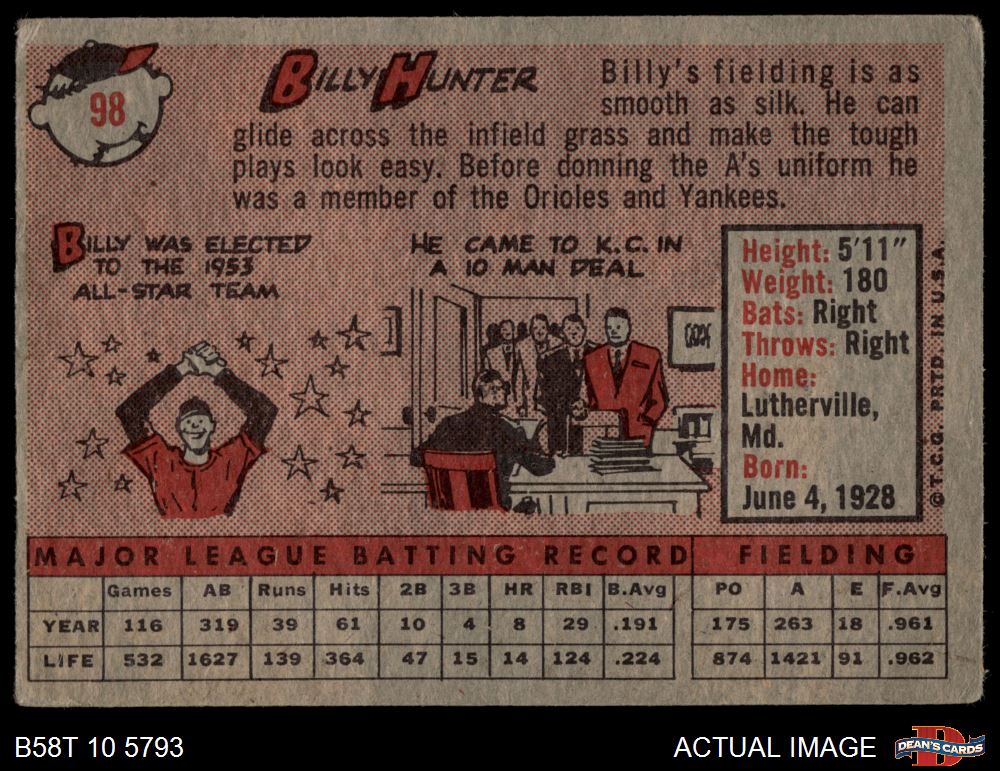 98
BILLY HUNTER
Billy's fielding is as
smooth as silk. He can
glide across the infield grass and make the tough
plays look easy. Before donning the A's uniform he
was a member of the Orioles and Yankees.
BILLY WAS ELECTED
TO THE 1953
ALL-STAR TEAM
HE CAME TO K.C. IN
A 10 MAN DEAL
Height: 5'11"
Weight: 180
Bats: Right
Throws: Right
Home:
Lutherville,
Md.
Born:
June 4, 1928
©T.C.G. PRTD. IN U.S.A.
MAJOR LEAGUE BATTING RECORD FIELDING
Games AB Runs Hits 2B 3B HR RBI B.Avg PO A E F.Avg
YEAR 116 319 39 61 10 4 8 29 .191 175 263 18 .961
LIFE 532 1627 139 364 47 15 14 124 .224 874 1421 91 .962
B58T 10 5793
ACTUAL IMAGE
D
DEAN'S CARDS